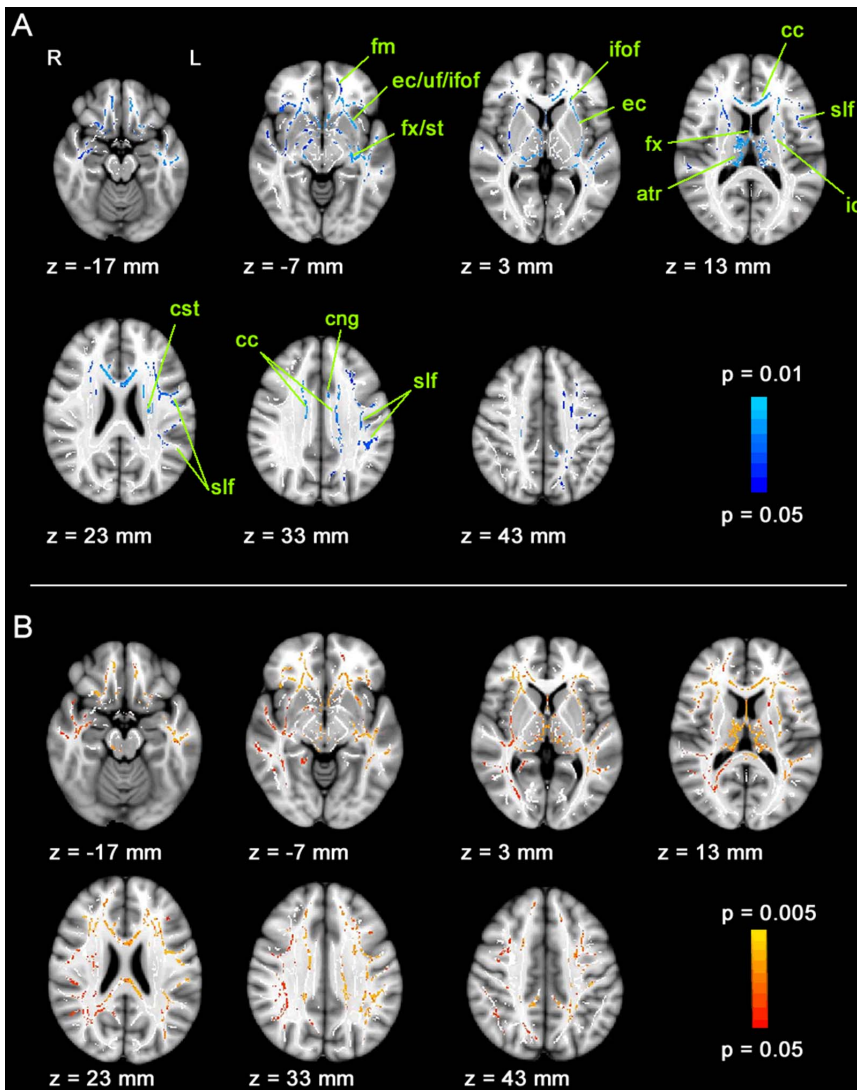 A
R L
fm
ec/uf/ifof
fx/st
ifof
ec
cc
slf
fx
atr
ic
z = -17 mm
z = -7 mm
z = 3 mm
z = 13 mm
cst
slf
cc
cng
slf
p = 0.01
p = 0.05
z = 23 mm
z = 33 mm
z = 43 mm
B
z = -17 mm
z = -7 mm
z = 3 mm
z = 13 mm
p = 0.005
p = 0.05
z = 23 mm
z = 33 mm
z = 43 mm